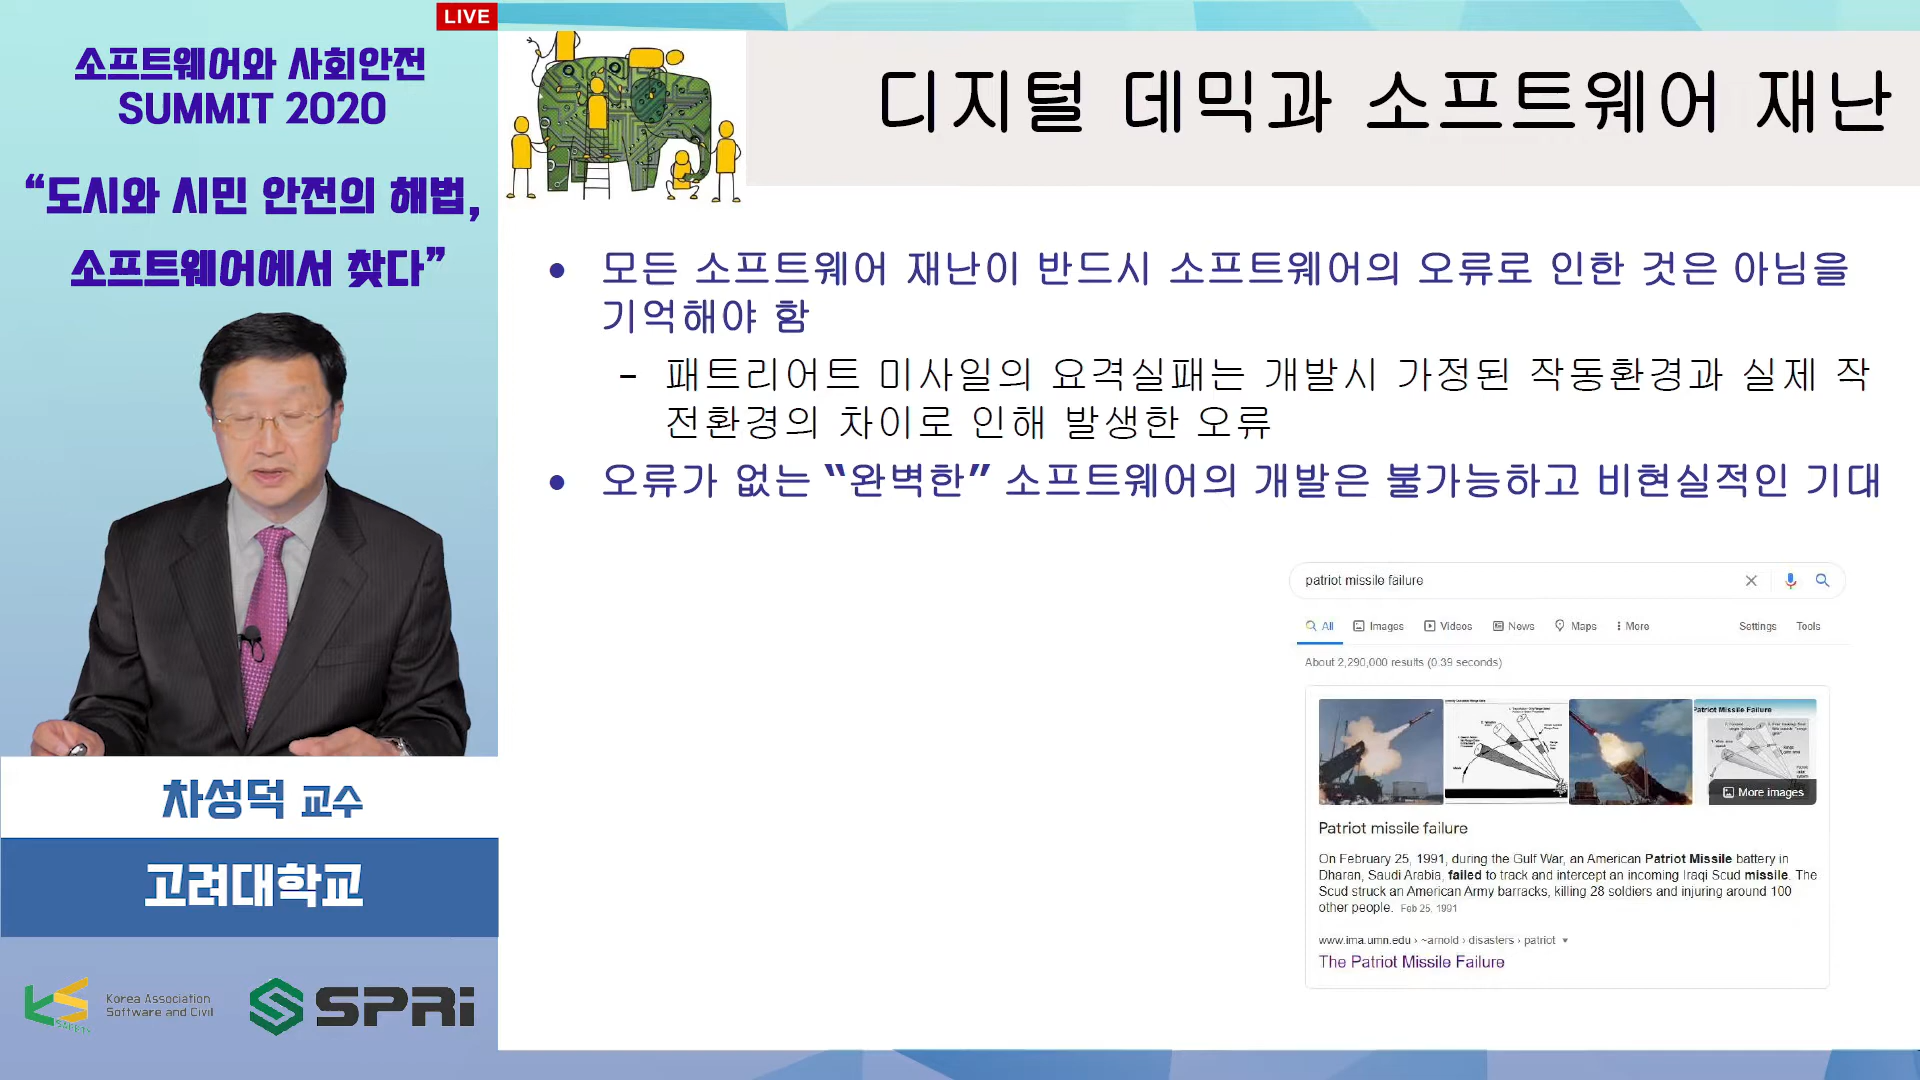 LIVE
소프트웨어와 사회안전
SUMMIT 2020
“도시와 시민 안전의 해법,
소프트웨어에서 찾다”
차성덕 교수
고려대학교
KS
Korea Association
Software and Civil
SPRi
디지털 데믹과 소프트웨어 재난
• 모든 소프트웨어 재난이 반드시 소프트웨어의 오류로 인한 것은 아님을
기억해야 함
- 패트리어트 미사일의 요격실패는 개발시 가정된 작동환경과 실제 작
전환경의 차이로 인해 발생한 오류
• 오류가 없는 “완벽한” 소프트웨어의 개발은 불가능하고 비현실적인 기대
patriot missile failure
All Images Videos News Maps More Settings Tools
About 2,290,000 results (0.39 seconds)
Patriot Missile Failure
More images
Patriot missile failure
On February 25, 1991, during the Gulf War, an American Patriot Missile battery in
Dharan, Saudi Arabia, failed to track and intercept an incoming Iraqi Scud missile. The
Scud struck an American Army barracks, killing 28 soldiers and injuring around 100
other people. Feb 25, 1991
www.ima.umn.edu › ~arnold › disasters › patriot
The Patriot Missile Failure